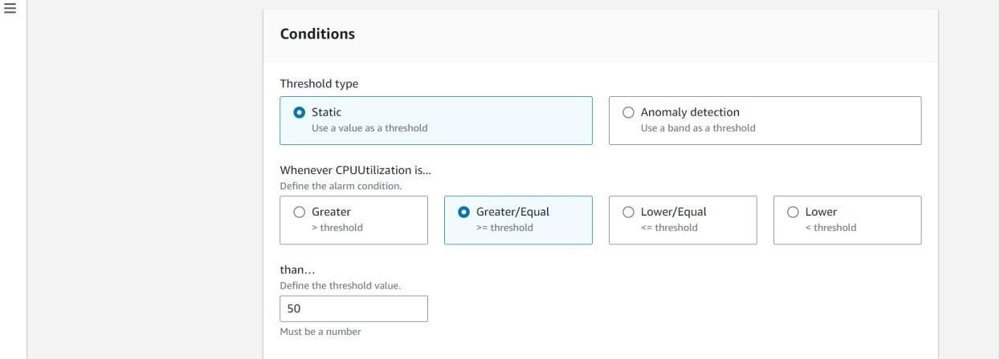 Conditions
Threshold type
Static
Use a value as a threshold
Anomaly detection
Use a band as a threshold
Whenever CPUUtilization is...
Define the alarm condition.
Greater
> threshold
Greater/Equal
>= threshold
Lower/Equal
<= threshold
Lower
< threshold
than...
Define the threshold value.
50
Must be a number